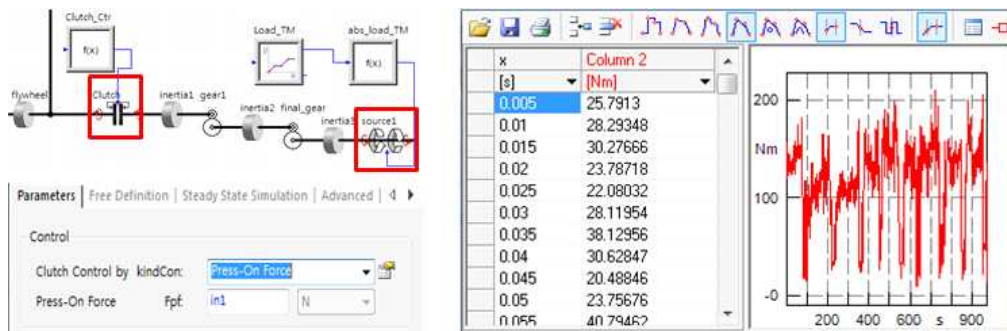 Clutch_Ctr
f(x)
Load_TM
abs_load_TM
f(x)
flywheel
Clutch
inertia1
gear1
inertia2
final_gear
inertia3
source1
Parameters | Free Definition | Steady State Simulation | Advanced
Control
Clutch Control by kindCon: Press-On Force
Press-On Force Fpf: in1 N
x Column 2
[s] [Nm]
0.005 25.7913
0.01 28.29348
0.015 30.27666
0.02 23.78718
0.025 22.08032
0.03 28.11954
0.035 38.12956
0.04 30.62847
0.045 20.48846
0.05 23.75676
0.055 40.79462
200
Nm
100
-0
200 400 600 s 900